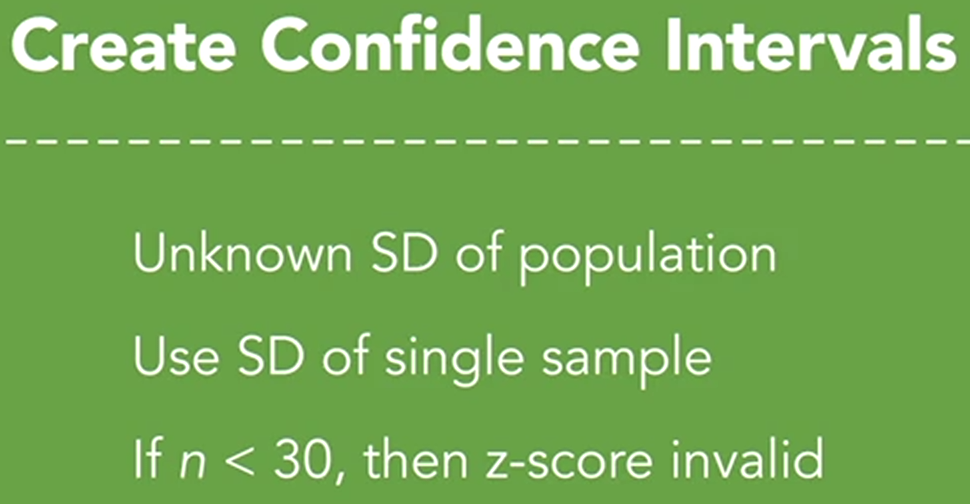 Create Confidence Intervals
Unknown SD of population
Use SD of single sample
If n < 30, then z-score invalid